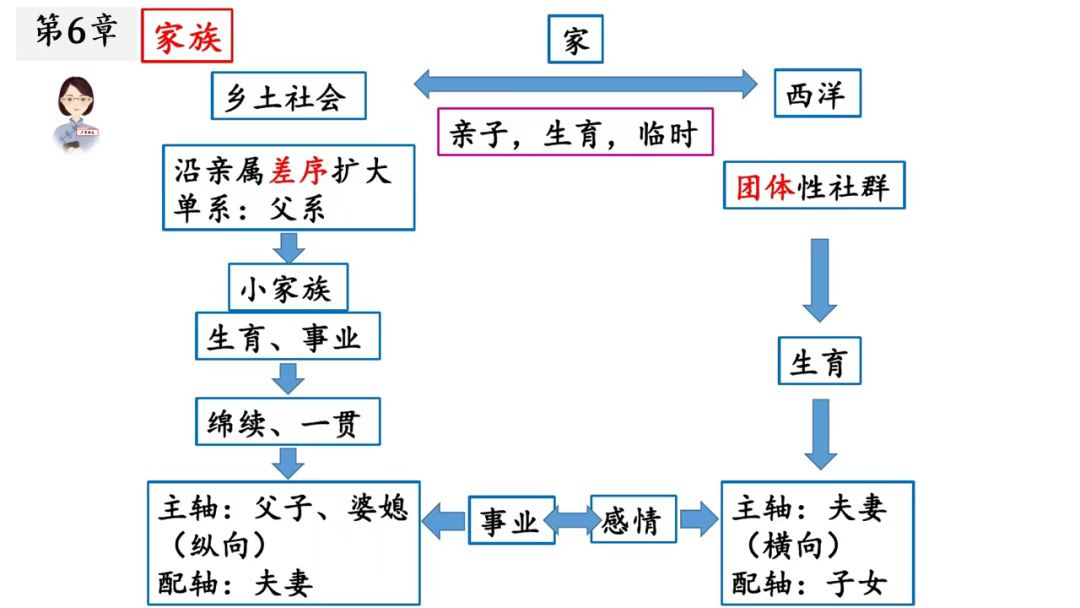 第6章
家族
家
乡土社会
西洋
亲子，生育，临时
沿亲属差序扩大
单系：父系
团体性社群
小家族
生育、事业
生育
绵续、一贯
主轴：父子、婆媳
（纵向）
配轴：夫妻
事业
感情
主轴：夫妻
（横向）
配轴：子女